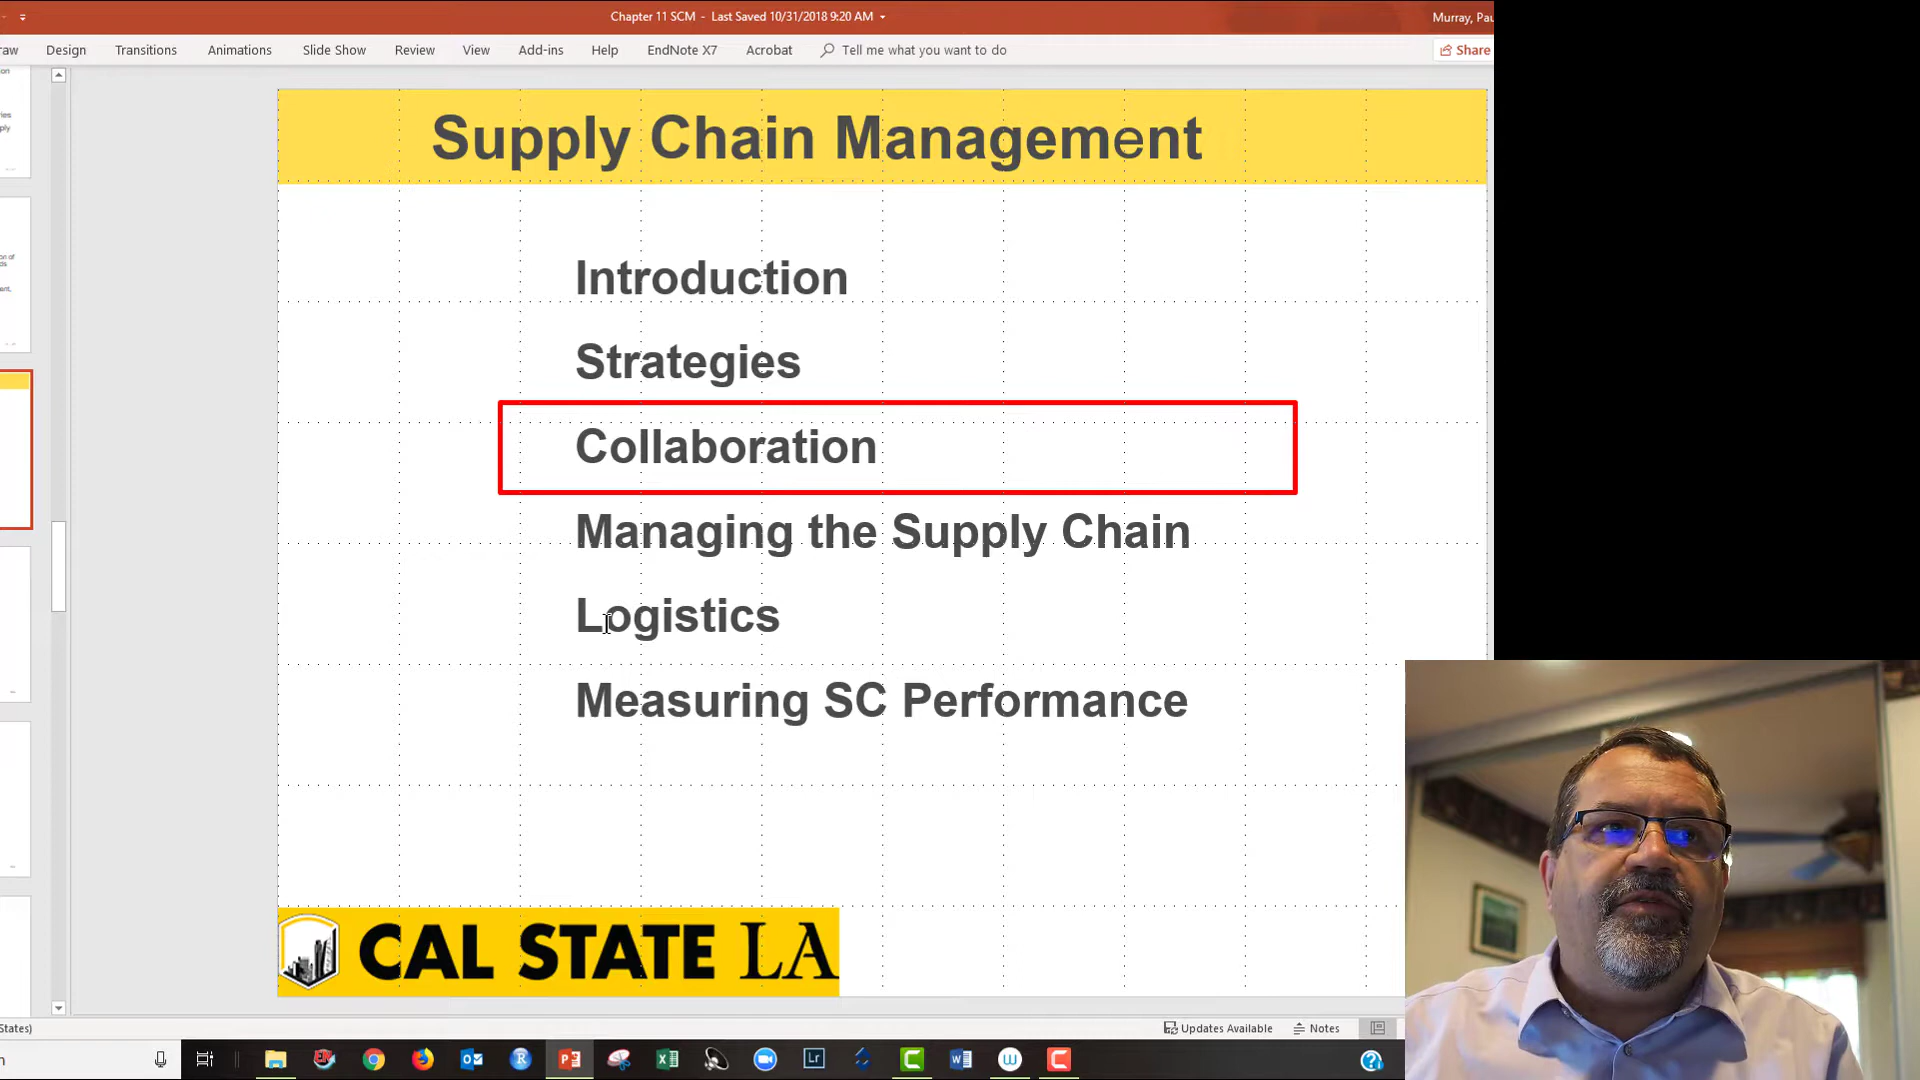 Chapter 11 SCM - Last Saved 10/31/2018 9:20 AM
Murray, Pau
raw Design Transitions Animations Slide Show Review View Add-ins Help EndNote X7 Acrobat Tell me what you want to do Share
Supply Chain Management
Introduction
Strategies
Collaboration
Managing the Supply Chain
Logistics
Measuring SC Performance
CAL STATE LA
States) Updates Available Notes